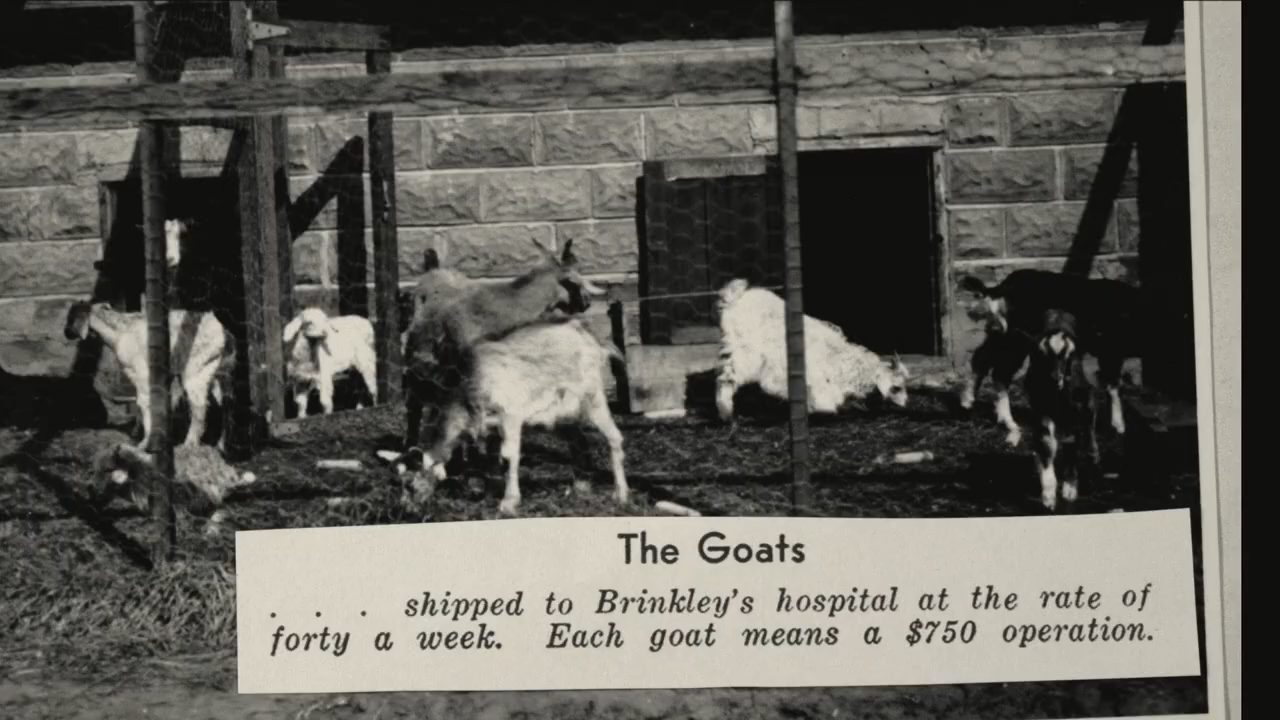 The Goats
. . . shipped to Brinkley's hospital at the rate of
forty a week. Each goat means a $750 operation.